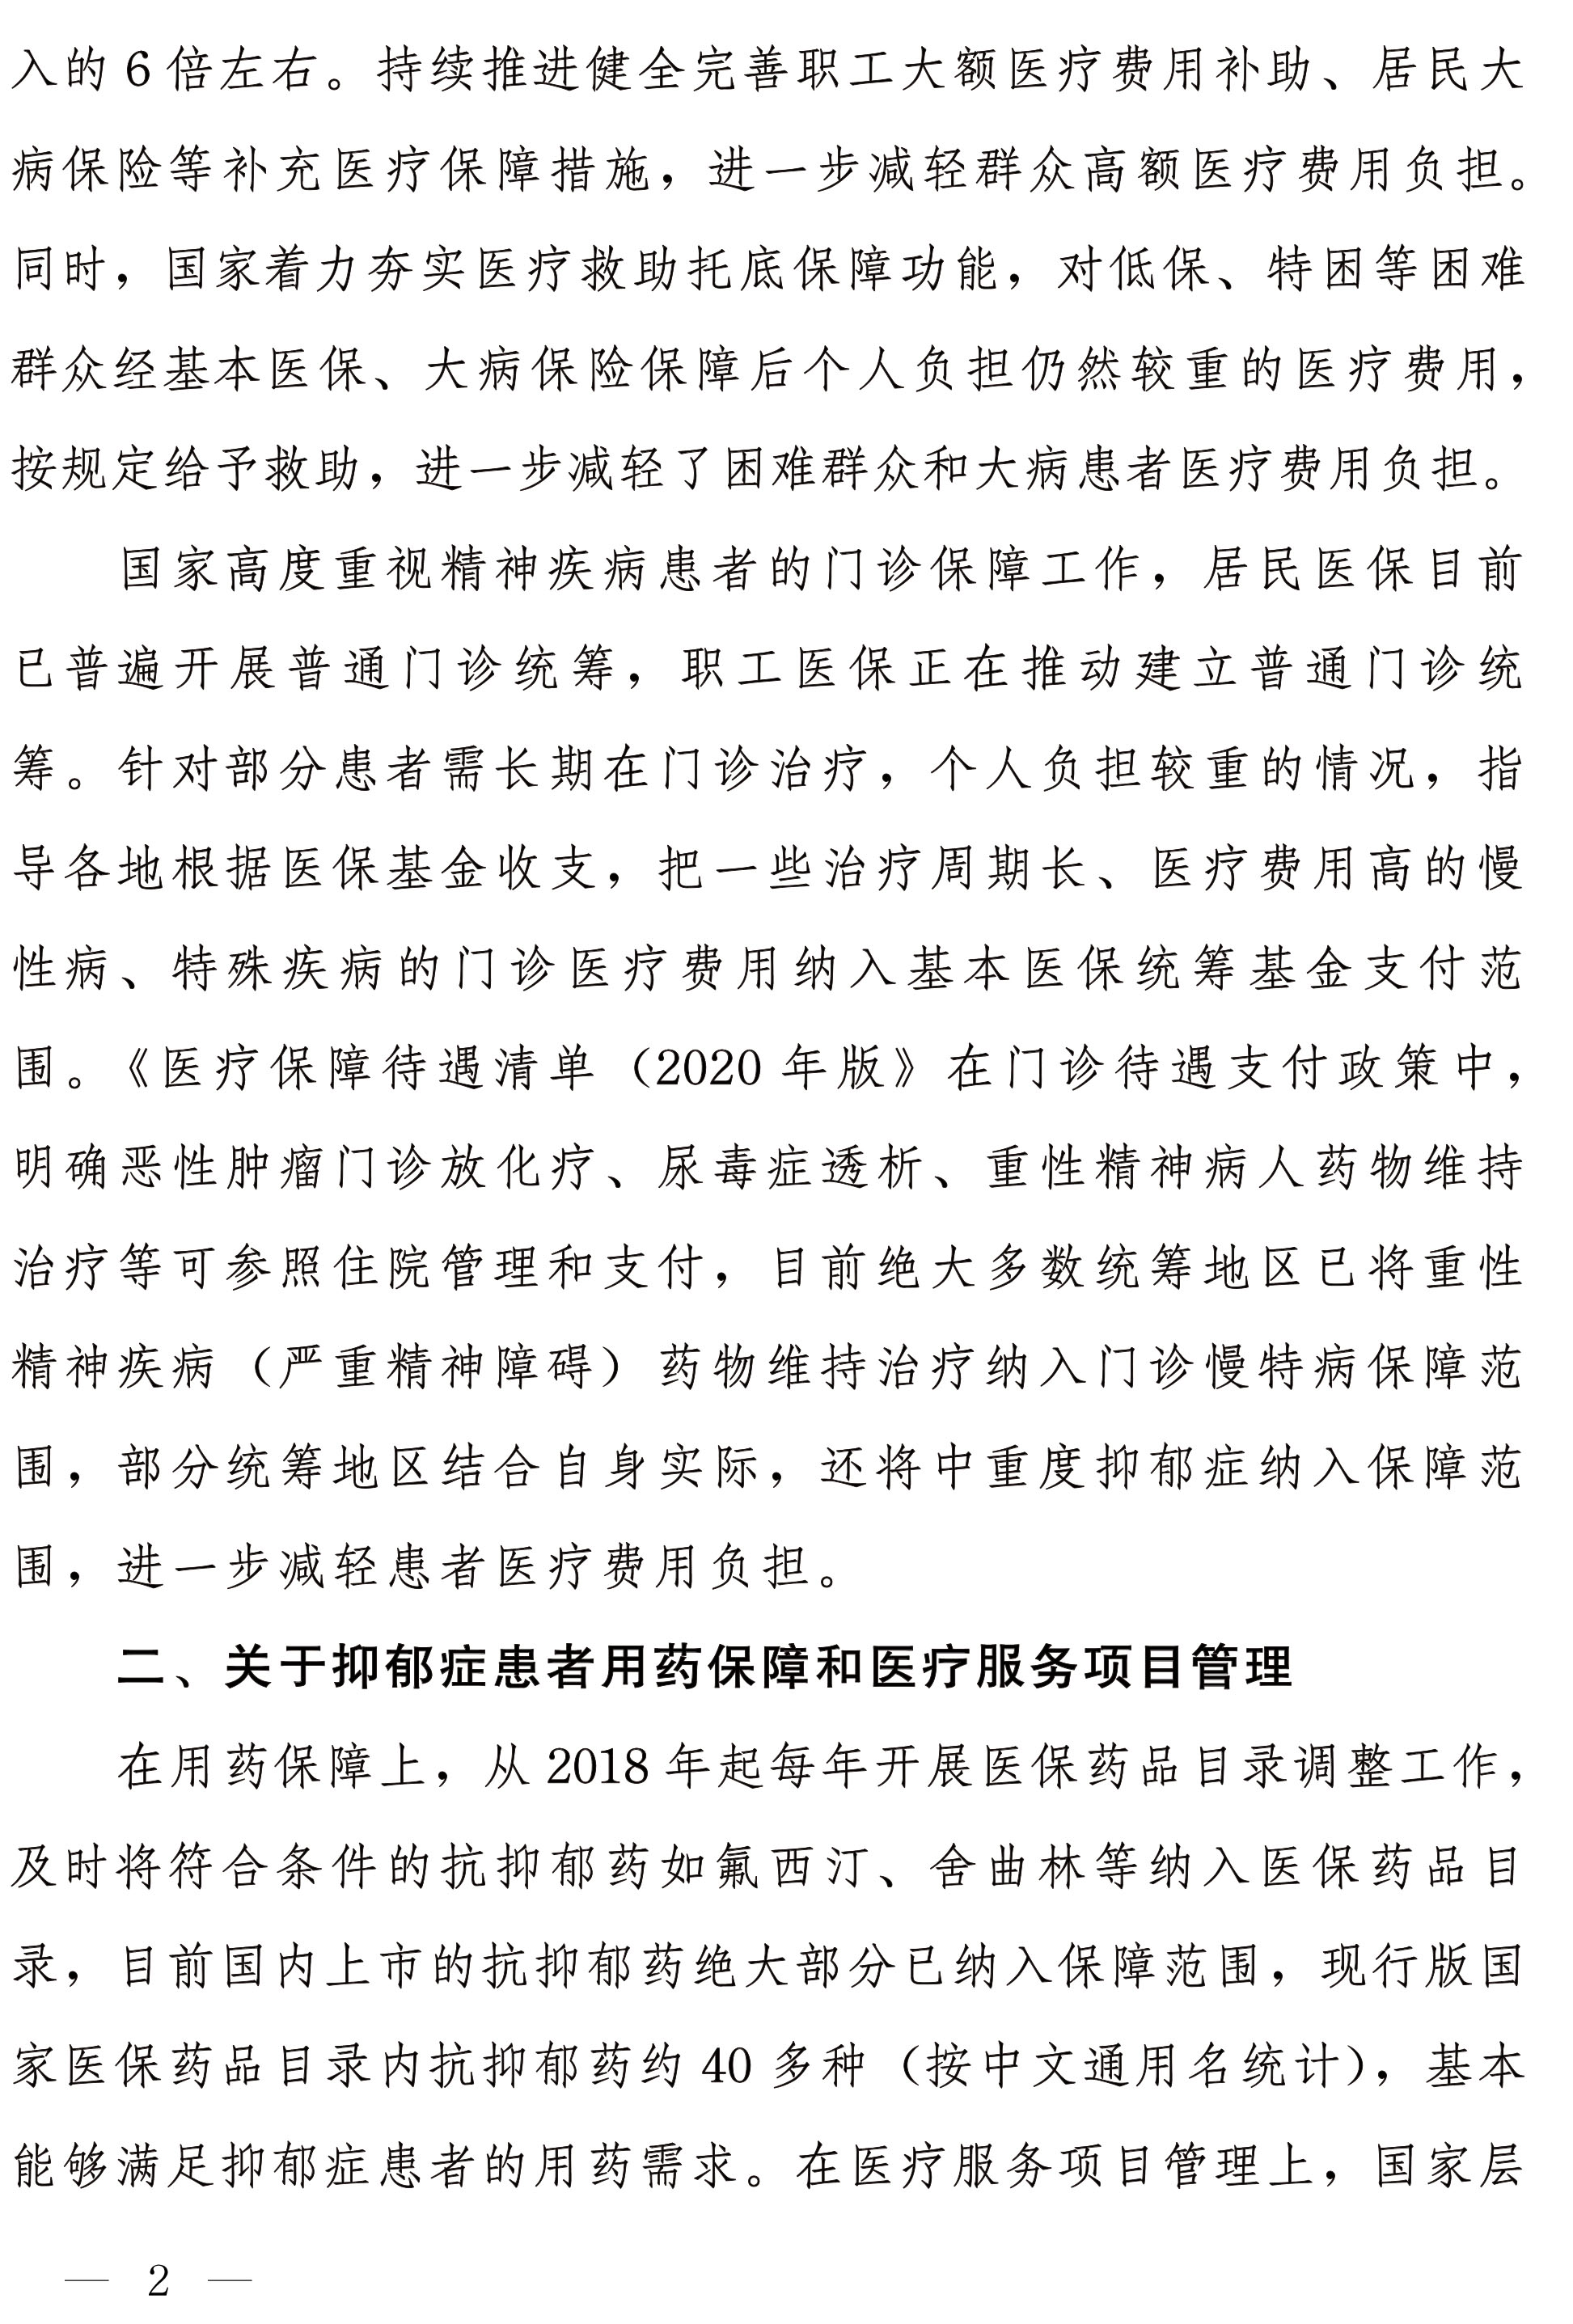 入的 6 倍左右。持续推进健全完善职工大额医疗费用补助、居民大
病保险等补充医疗保障措施，进一步减轻群众高额医疗费用负担。
同时，国家着力夯实医疗救助托底保障功能，对低保、特困等困难
群众经基本医保、大病保险保障后个人负担仍然较重的医疗费用，
按规定给予救助，进一步减轻了困难群众和大病患者医疗费用负担。
国家高度重视精神疾病患者的门诊保障工作，居民医保目前
已普遍开展普通门诊统筹，职工医保正在推动建立普通门诊统
筹。针对部分患者需长期在门诊治疗，个人负担较重的情况，指
导各地根据医保基金收支，把一些治疗周期长、医疗费用高的慢
性病、特殊疾病的门诊医疗费用纳入基本医保统筹基金支付范
围。《医疗保障待遇清单（2020 年版》在门诊待遇支付政策中，
明确恶性肿瘤门诊放化疗、尿毒症透析、重性精神病人药物维持
治疗等可参照住院管理和支付，目前绝大多数统筹地区已将重性
精神疾病（严重精神障碍）药物维持治疗纳入门诊慢特病保障范
围，部分统筹地区结合自身实际，还将中重度抑郁症纳入保障范
围，进一步减轻患者医疗费用负担。
二、关于抑郁症患者用药保障和医疗服务项目管理
在用药保障上，从 2018 年起每年开展医保药品目录调整工作，
及时将符合条件的抗抑郁药如氟西汀、舍曲林等纳入医保药品目
录，目前国内上市的抗抑郁药绝大部分已纳入保障范围，现行版国
家医保药品目录内抗抑郁药约 40 多种（按中文通用名统计），基本
能够满足抑郁症患者的用药需求。在医疗服务项目管理上，国家层
— 2 —